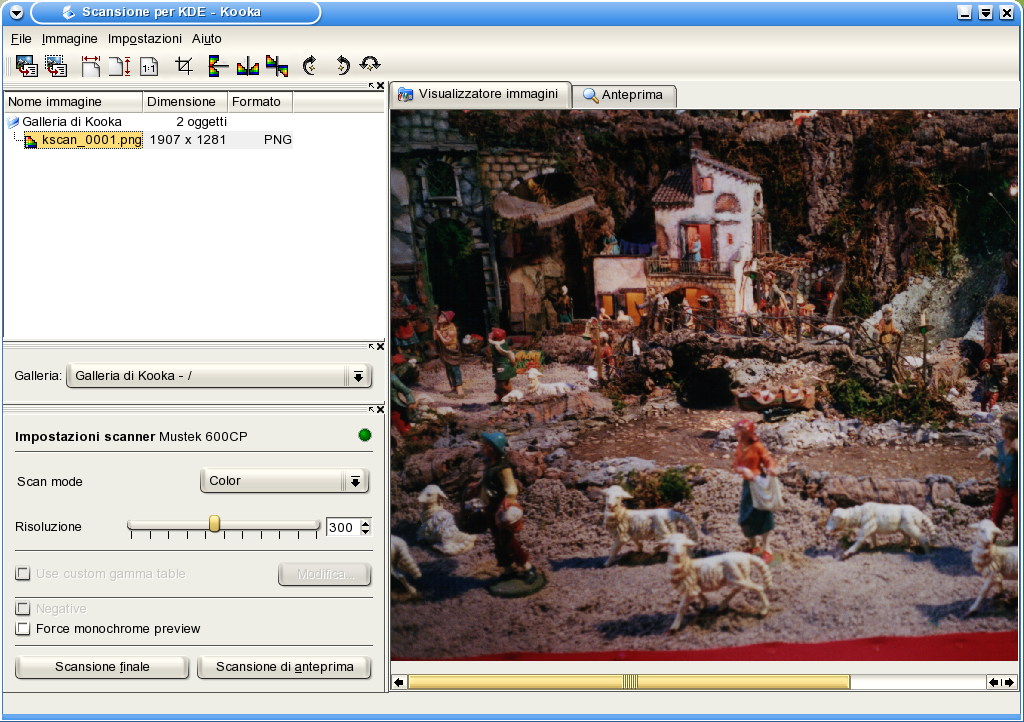 Scansione per KDE - Kooka
File Immagine Impostazioni Aiuto
1:1
Nome immagine Dimensione Formato
Galleria di Kooka 2 oggetti
kscan_0001.png 1907 x 1281 PNG
Visualizzatore immagini Anteprima
Galleria: Galleria di Kooka - /
Impostazioni scanner Mustek 600CP
Scan mode Color
Risoluzione 300
Use custom gamma table Modifica...
Negative
Force monochrome preview
Scansione finale Scansione di anteprima